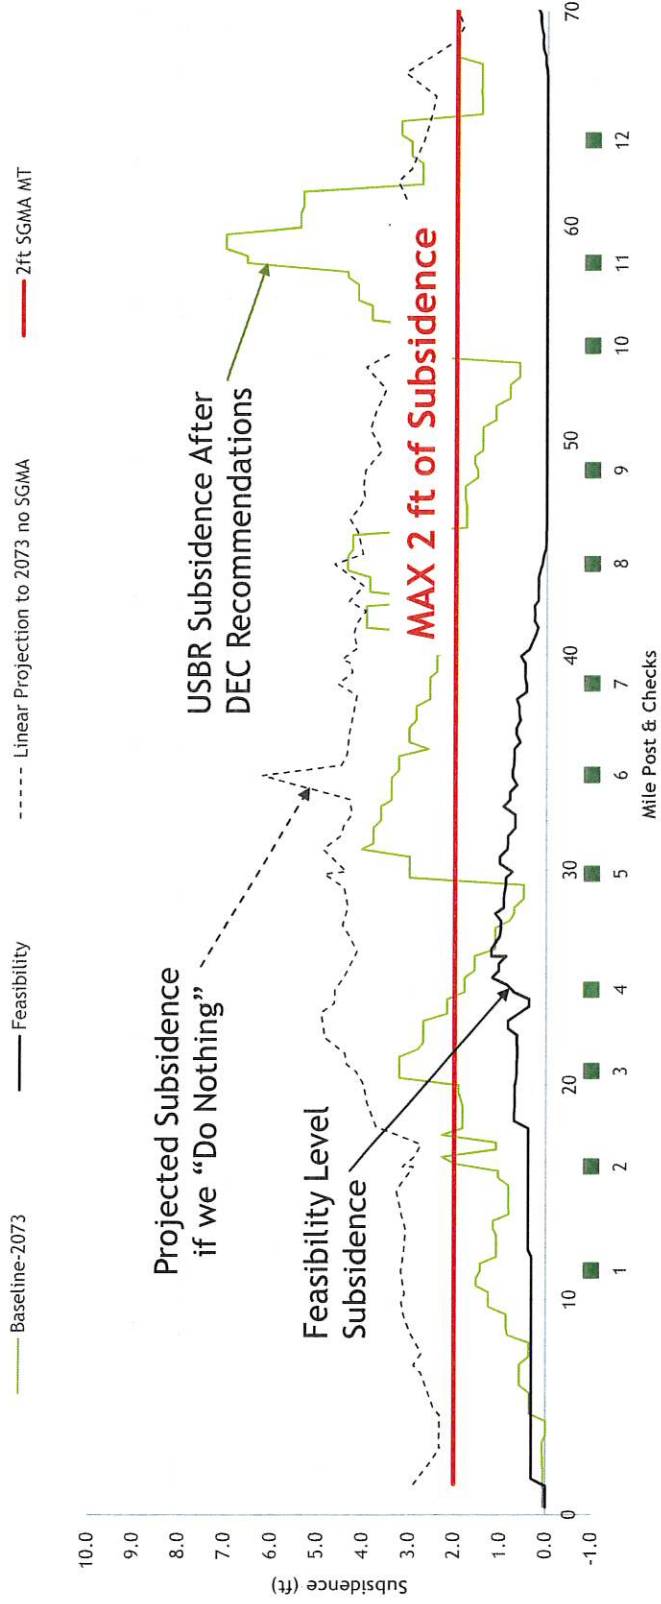 Baseline-2073
Feasibility
Linear Projection to 2073 no SGMA
2ft SGMA MT
Subsidence (ft)
10.0
9.0
8.0
7.0
6.0
5.0
4.0
3.0
2.0
1.0
0.0
-1.0
Projected Subsidence
if we “Do Nothing”
USBR Subsidence After
DEC Recommendations
Feasibility Level
Subsidence
MAX 2 ft of Subsidence
0
10
20
30
40
50
60
70
1
2
3
4
5
6
7
8
9
10
11
12
Mile Post & Checks